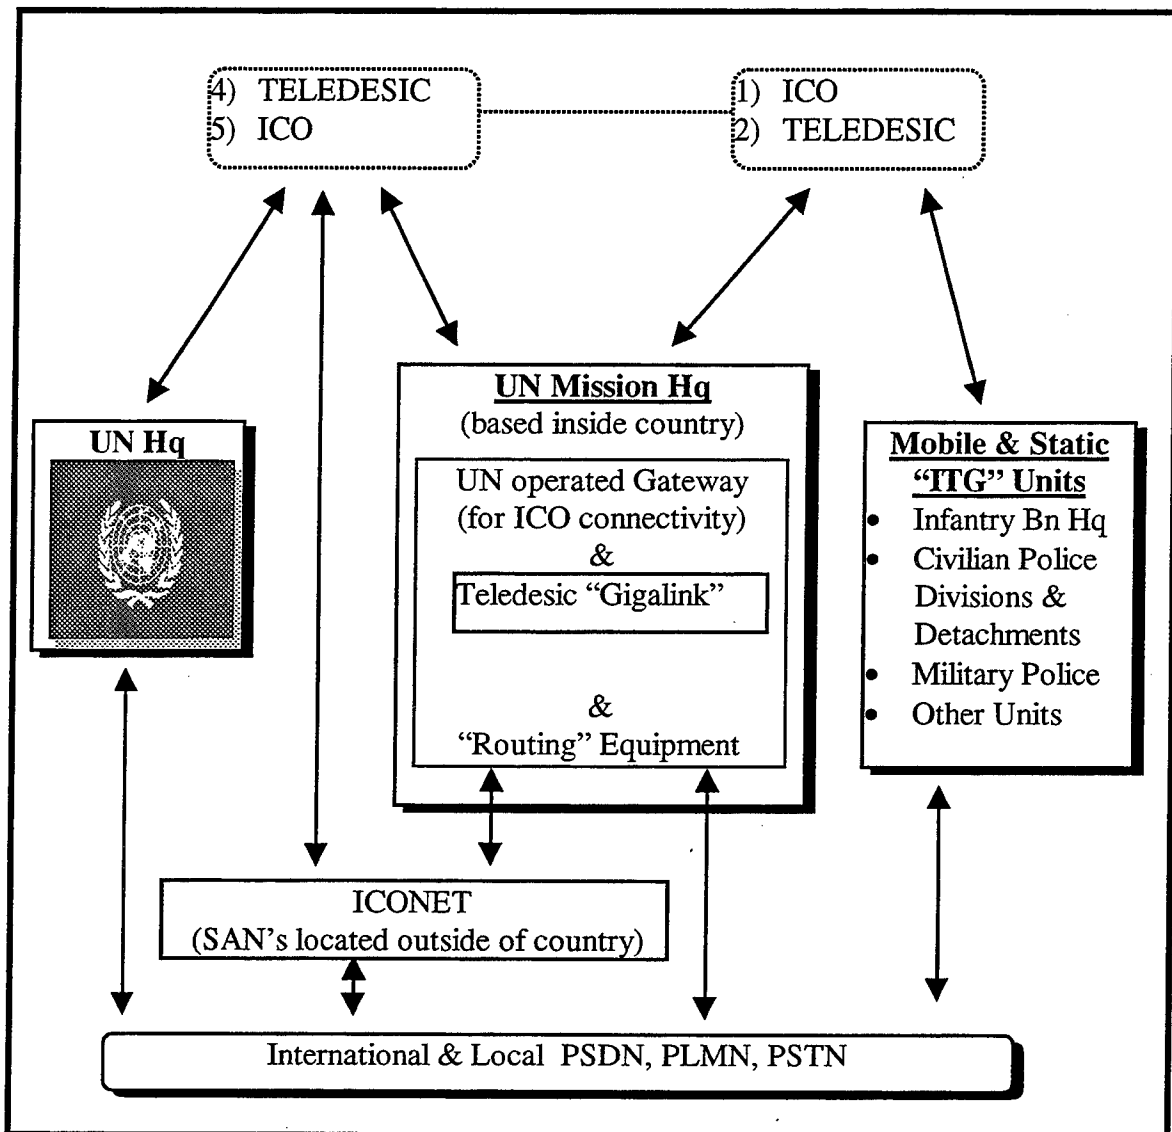 4) TELEDESIC
5) ICO
1) ICO
2) TELEDESIC
UN Hq
UN Mission Hq
(based inside country)
UN operated Gateway
(for ICO connectivity)
&
Teledesic “Gigalink”
&
“Routing” Equipment
Mobile & Static
“ITG” Units
• Infantry Bn Hq
• Civilian Police
Divisions &
Detachments
• Military Police
• Other Units
ICONET
(SAN's located outside of country)
International & Local PSDN, PLMN, PSTN